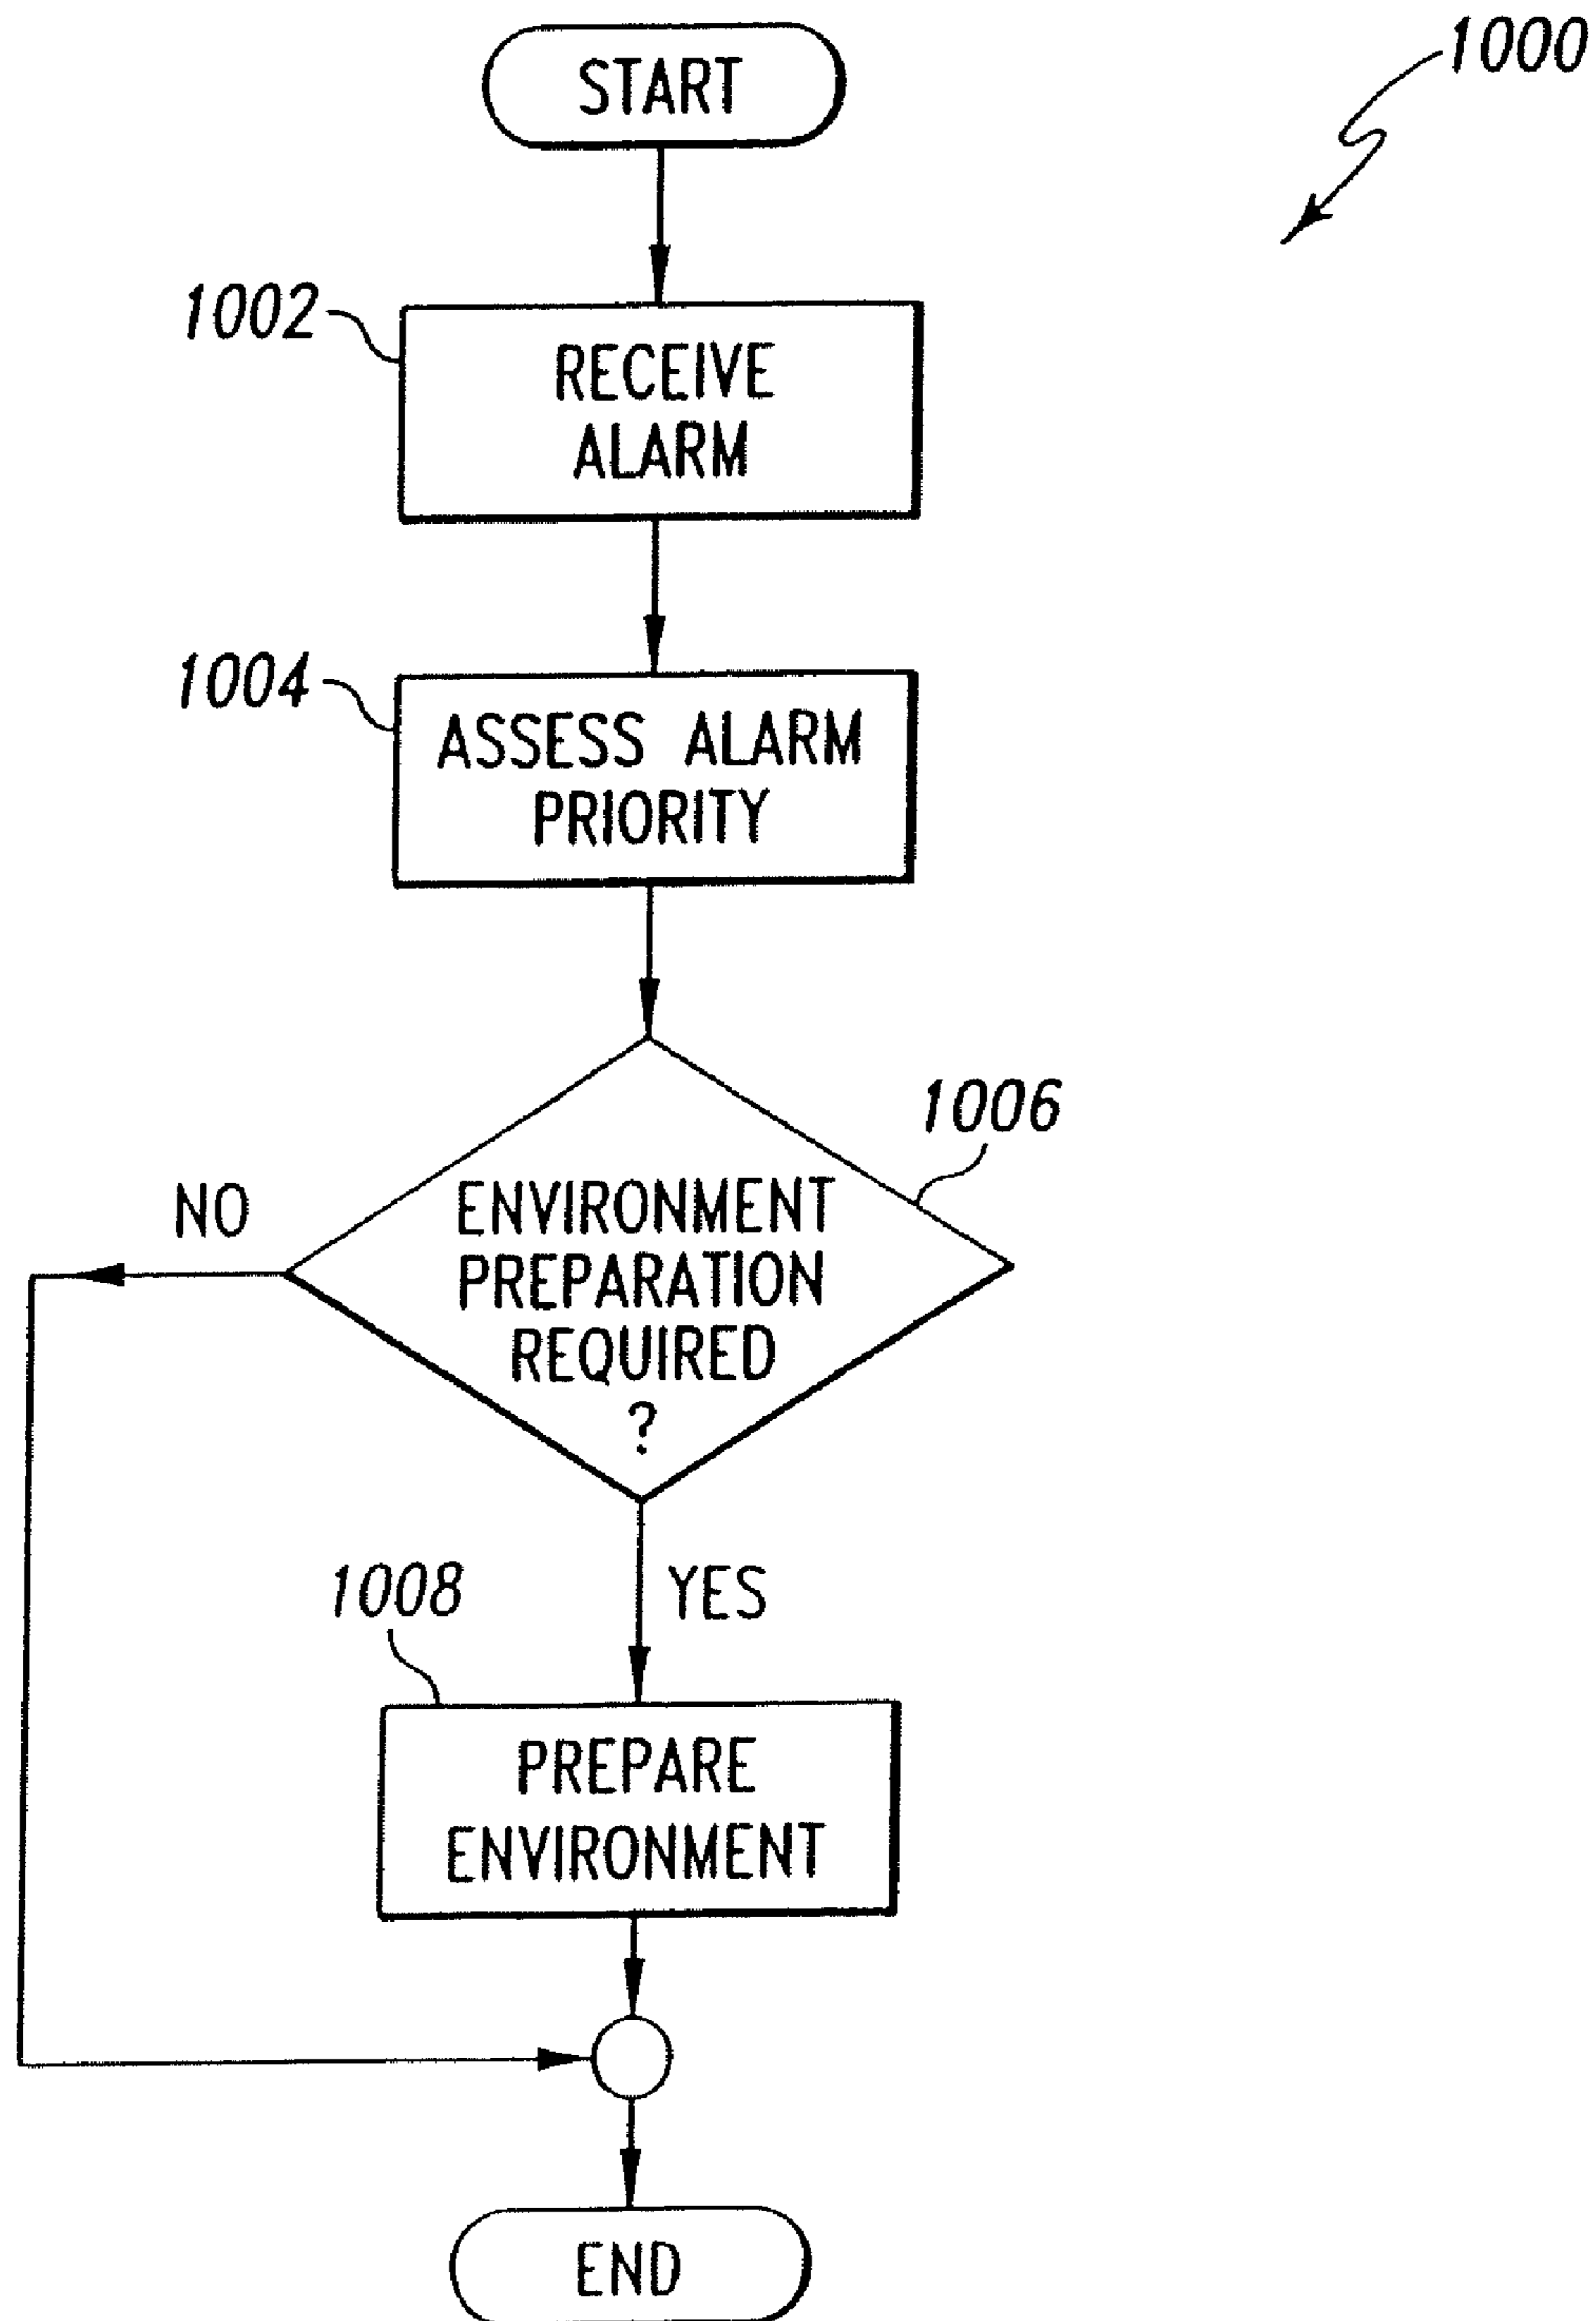 START
1000
1002
RECEIVE
ALARM
1004
ASSESS ALARM
PRIORITY
1006
NO
ENVIRONMENT
PREPARATION
REQUIRED
?
1008
YES
PREPARE
ENVIRONMENT
END